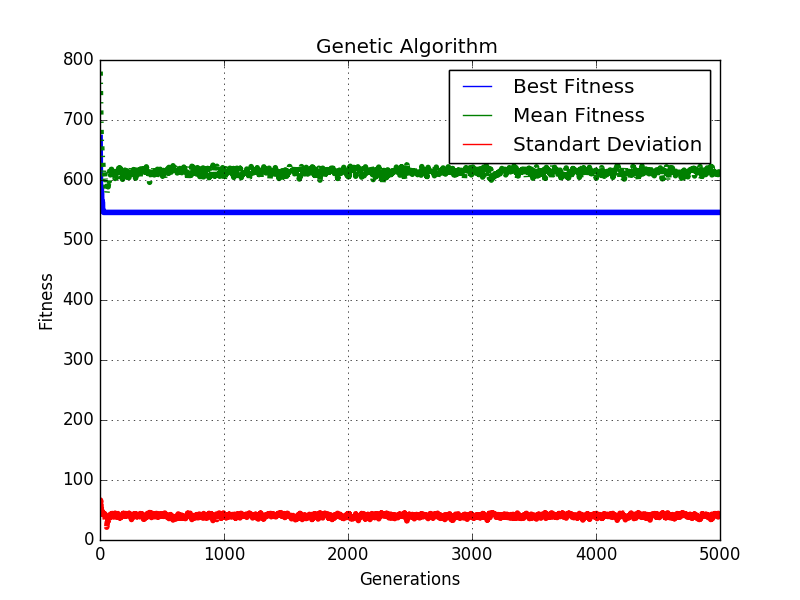 Genetic Algorithm
800
700
600
500
400
300
200
100
0
Fitness
Best Fitness
Mean Fitness
Standart Deviation
0 1000 2000 3000 4000 5000
Generations